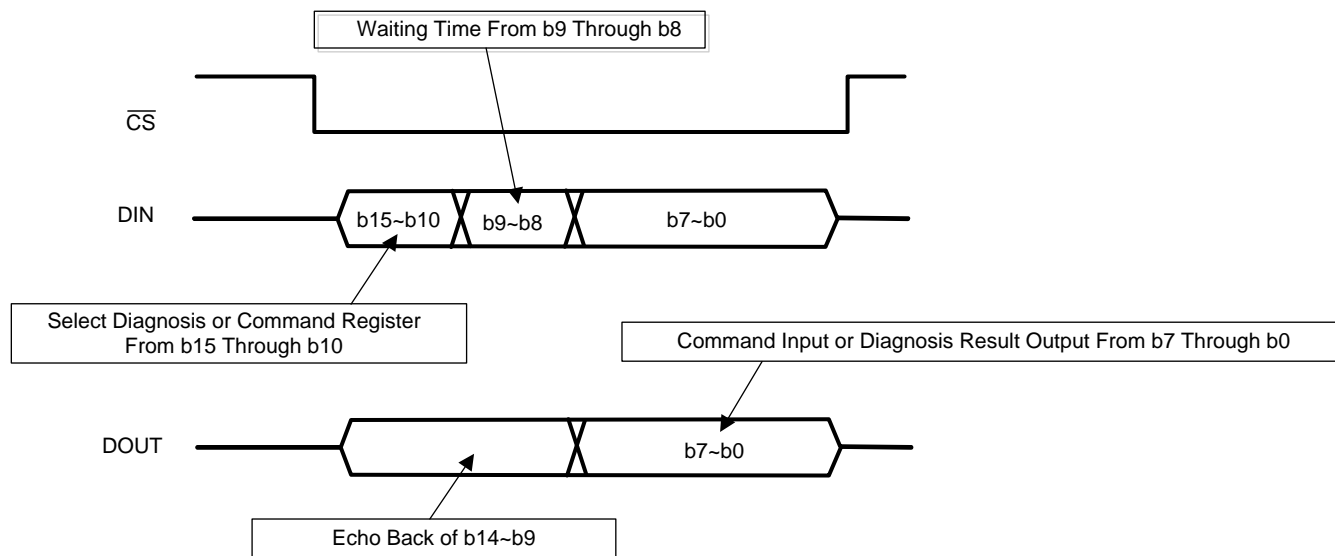 Waiting Time From b9 Through b8
CS
DIN
b15~b10
b9~b8
b7~b0
Select Diagnosis or Command Register
From b15 Through b10
Command Input or Diagnosis Result Output From b7 Through b0
DOUT
b7~b0
Echo Back of b14~b9